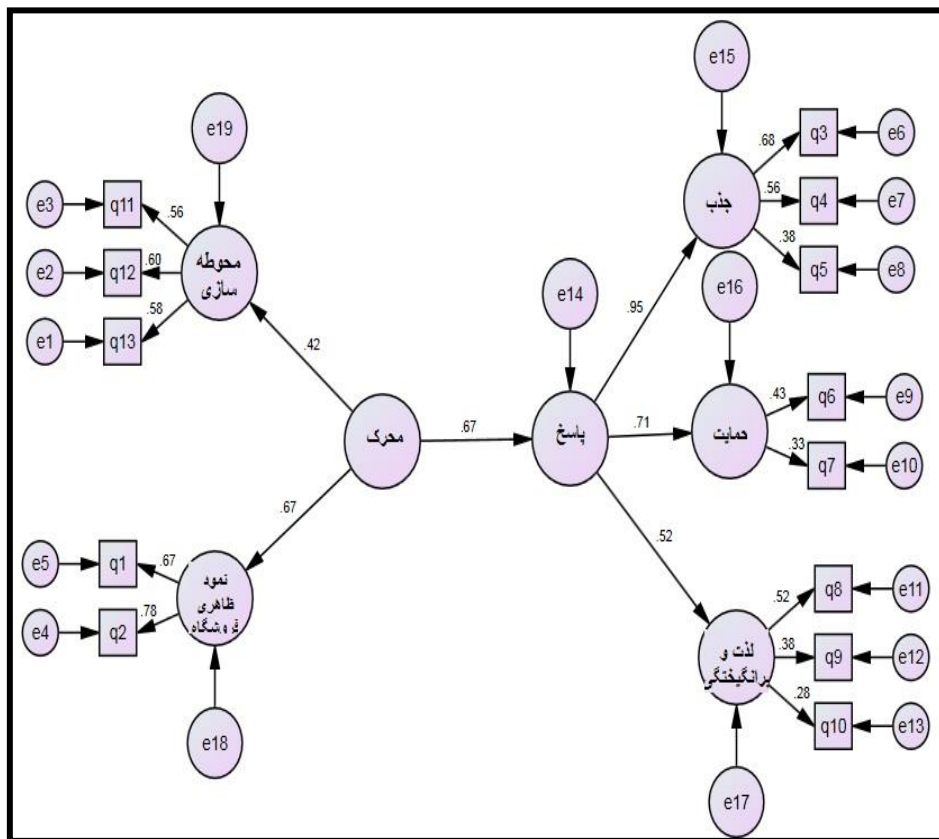 e15
e19
q3
e6
.68
e3
q11
.56
جذب
.56
q4
e7
e2
q12
.60
محوطه
سازی
.38
q5
e8
e14
e16
e1
q13
.58
.95
.42
.43
q6
e9
محرک
.67
پاسخ
.71
حمایت
.33
q7
e10
.67
.52
e5
q1
.67
نمود
ظاهری
فروشگاه
e4
q2
.78
.52
q8
e11
لذت و
برانگیختگی
.38
q9
e12
.28
q10
e13
e18
e17